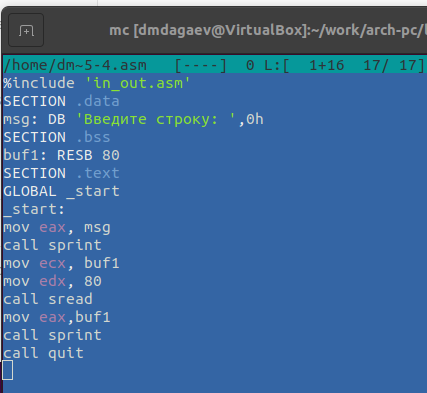 mc [dmdagaev@VirtualBox]:~/work/arch-pc/
/home/dm~5-4.asm [----] 0 L:[ 1+16 17/ 17]
%include 'in_out.asm'
SECTION .data
msg: DB 'Введите строку: ',0h
SECTION .bss
buf1: RESB 80
SECTION .text
GLOBAL _start
_start:
mov eax, msg
call sprint
mov ecx, buf1
mov edx, 80
call sread
mov eax,buf1
call sprint
call quit